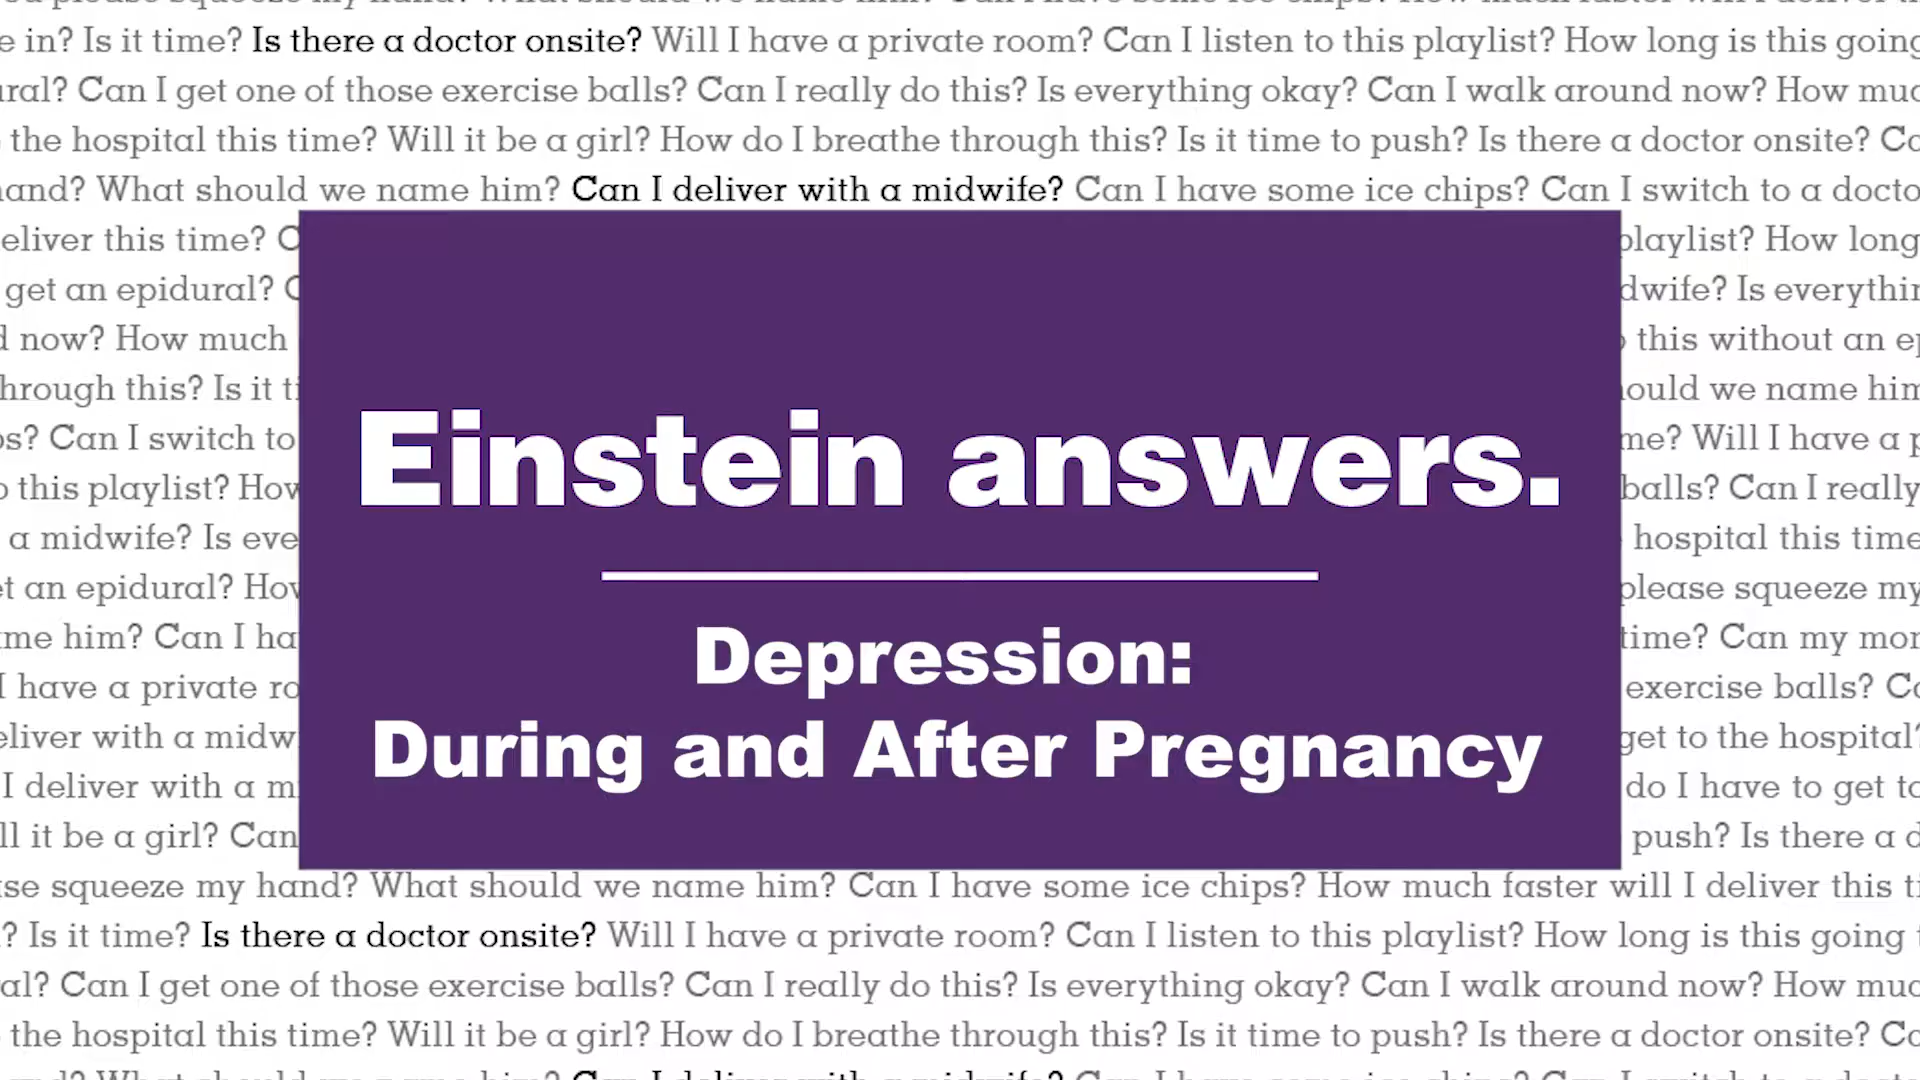 e in? Is it time? Is there a doctor onsite? Will I have a private room? Can I listen to this playlist? How long is this going
ral? Can I get one of those exercise balls? Can I really do this? Is everything okay? Can I walk around now? How muc
the hospital this time? Will it be a girl? How do I breathe through this? Is it time to push? Is there a doctor onsite? Co
hand? What should we name him? Can I deliver with a midwife? Can I have some ice chips? Can I switch to a docto
eliver this time? playlist? How long
get an epidural? dwife? Is everythin
d now? How much this without an ep
hrough this? Is it ti ould we name him
ps? Can I switch to me? Will I have a p
o this playlist? How balls? Can I really
Einstein answers.
a midwife? Is eve hospital this time
et an epidural? How please squeeze my
me him? Can I ha time? Can my mom
I have a private ro exercise balls? Co
Depression:
eliver with a midw get to the hospital?
During and After Pregnancy
I deliver with a m do I have to get to
ll it be a girl? Can push? Is there a d
se squeeze my hand? What should we name him? Can I have some ice chips? How much faster will I deliver this ti
? Is it time? Is there a doctor onsite? Will I have a private room? Can I listen to this playlist? How long is this going t
al? Can I get one of those exercise balls? Can I really do this? Is everything okay? Can I walk around now? How muc
the hospital this time? Will it be a girl? How do I breathe through this? Is it time to push? Is there a doctor onsite? Co